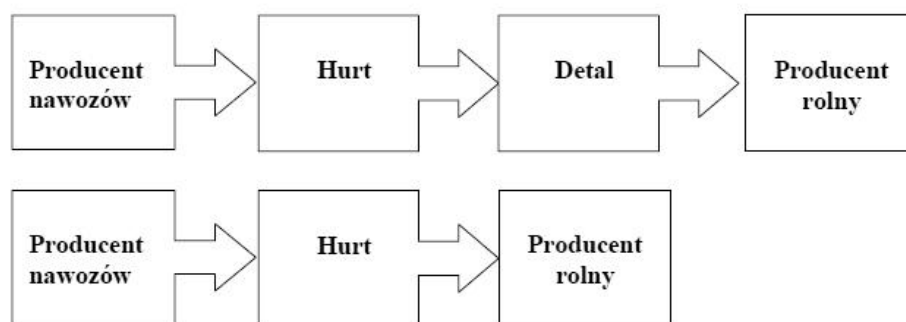 Producent
nawozów
Hurt
Detal
Producent
rolny
Producent
nawozów
Hurt
Producent
rolny